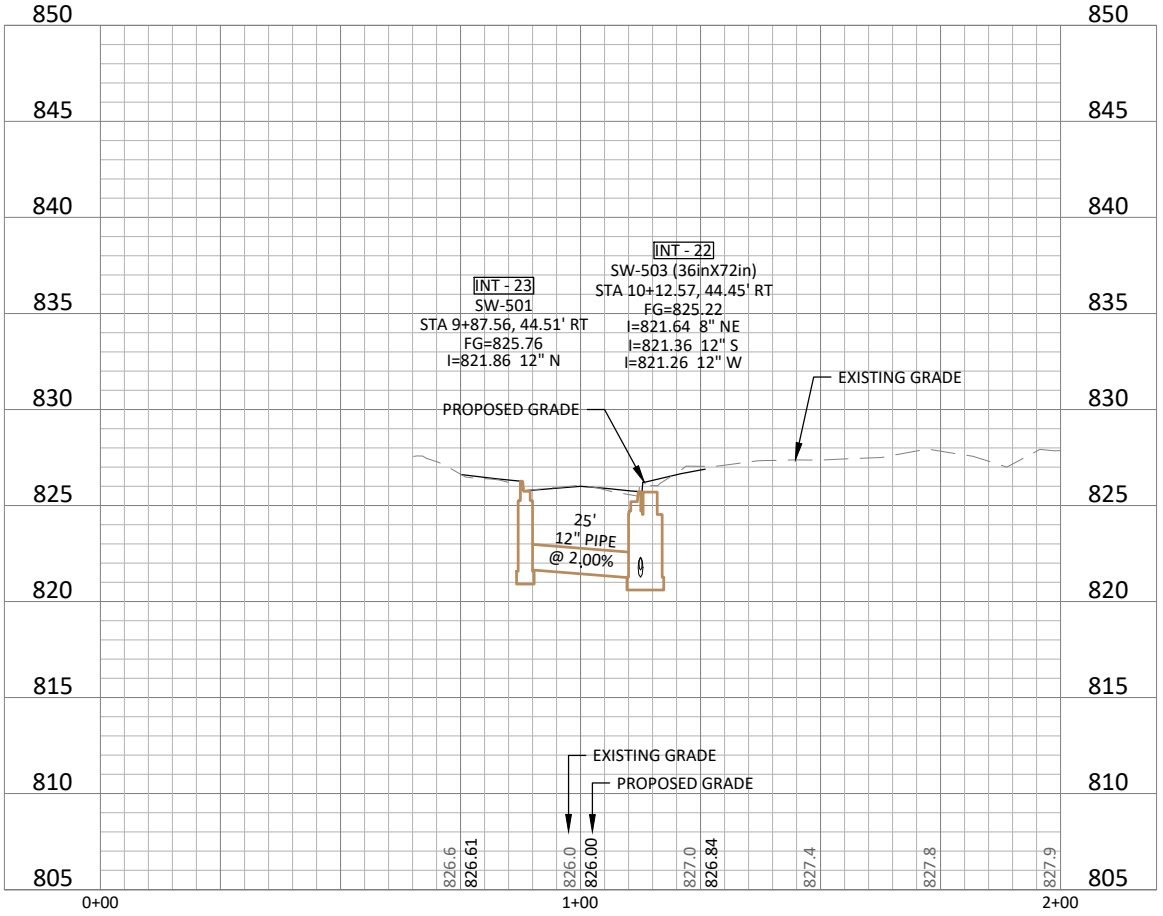 850 850
845 845
840 840
INT - 23
SW-501
STA 9+87.56, 44.51' RT
FG=825.76
I=821.86 12" N
INT - 22
SW-503 (36inX72in)
STA 10+12.57, 44.45' RT
FG=825.22
I=821.64 8" NE
I=821.36 12" S
I=821.26 12" W
835 835
EXISTING GRADE
PROPOSED GRADE
830 830
825 825
25'
12" PIPE
@ 2.00%
820 820
815 815
EXISTING GRADE
PROPOSED GRADE
810 810
826.6
826.61
826.0
826.00
827.0
826.84
827.4
827.8
827.9
805 805
0+00 1+00 2+00